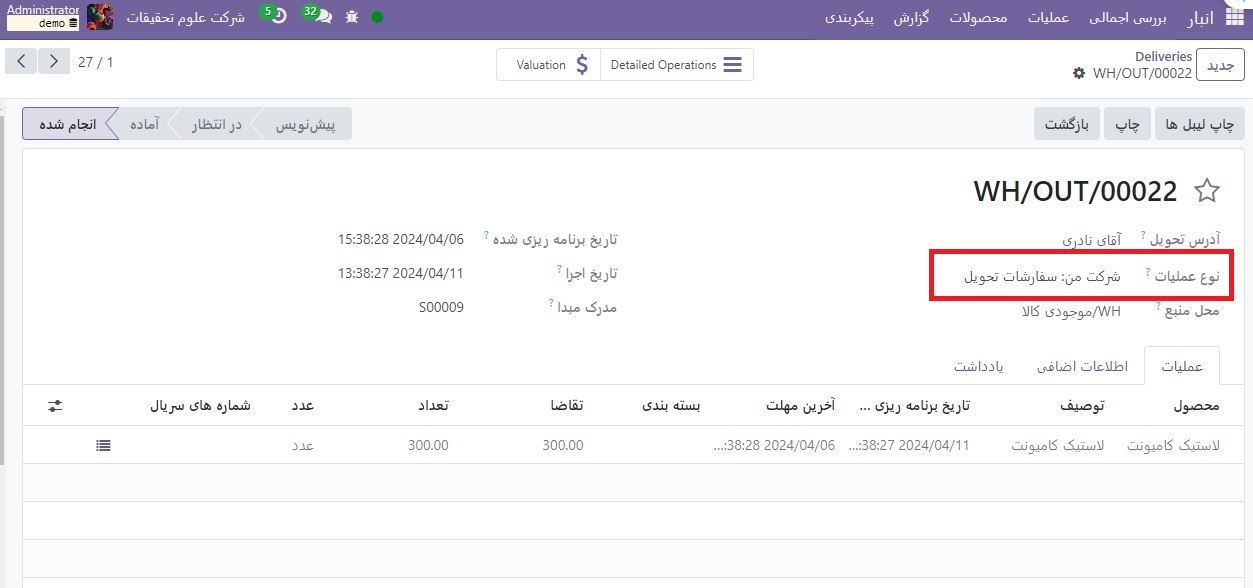 انبار بررسی اجمالی عملیات محصولات گزارش پیکربندی
32 5 شرکت علوم تحقیقات
Administrator
demo
جدید
Deliveries
WH/OUT/00022
Detailed Operations
Valuation
27 / 1
چاپ لیبل ها چاپ بازگشت
پیش‌نویس در انتظار آماده انجام شده
WH/OUT/00022
آدرس تحویل ? آقای نادری
نوع عملیات ? شرکت من: سفارشات تحویل
محل منبع ? WH/موجودی کالا
تاریخ برنامه ریزی شده ? 2024/04/06 15:38:28
تاریخ اجرا ? 2024/04/11 13:38:27
مدرک مبدا ? S00009
عملیات اطلاعات اضافی یادداشت
محصول توصیف تاریخ برنامه ریزی ... آخرین مهلت بسته بندی تقاضا تعداد عدد شماره های سریال
لاستیک کامیونت لاستیک کامیونت 2024/04/11 38:27:... 2024/04/06 38:28:... 300.00 300.00 عدد